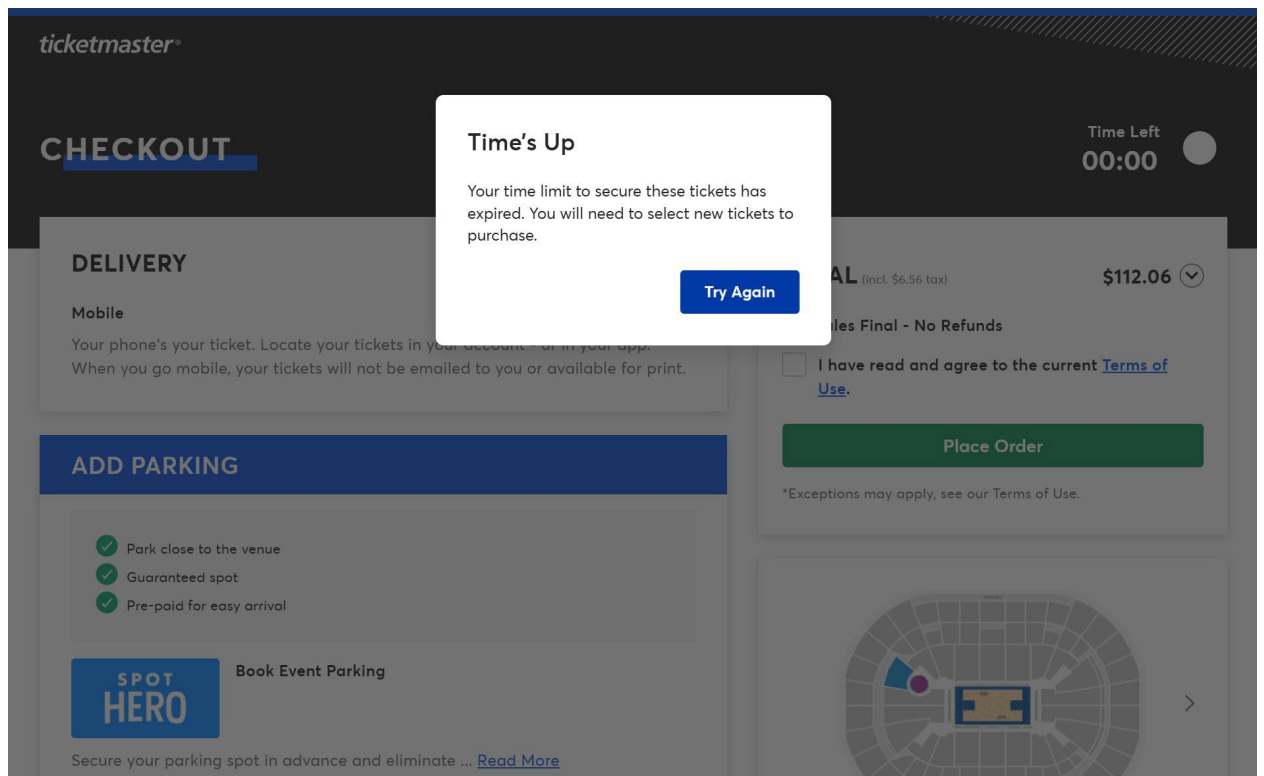 ticketmaster®
CHECKOUT
Time Left
00:00
Time's Up
Your time limit to secure these tickets has
expired. You will need to select new tickets to
purchase.
Try Again
DELIVERY
Mobile
Your phone's your ticket. Locate your tickets in your account - or in your app.
When you go mobile, your tickets will not be emailed to you or available for print.
ADD PARKING
Park close to the venue
Guaranteed spot
Pre-paid for easy arrival
SPOT
HERO
Book Event Parking
Secure your parking spot in advance and eliminate ... Read More
AL (incl. $6.56 tax) $112.06
les Final - No Refunds
I have read and agree to the current Terms of
Use.
Place Order
*Exceptions may apply, see our Terms of Use.